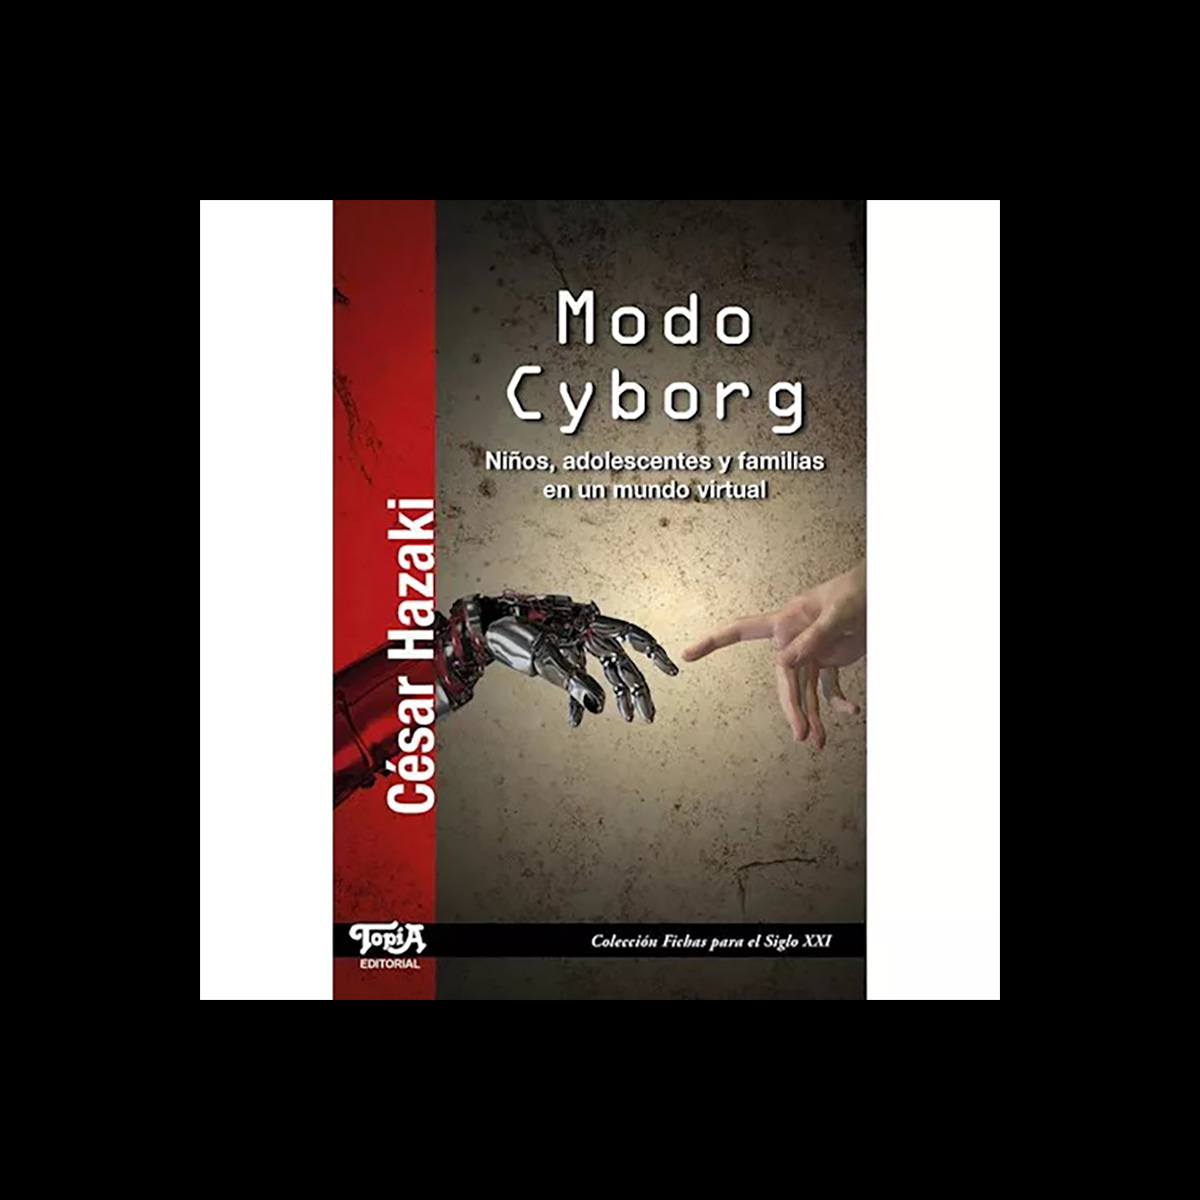 Modo
Cyborg
Niños, adolescentes y familias
en un mundo virtual
César Hazaki
Topía
EDITORIAL
Colección Fichas para el Siglo XXI